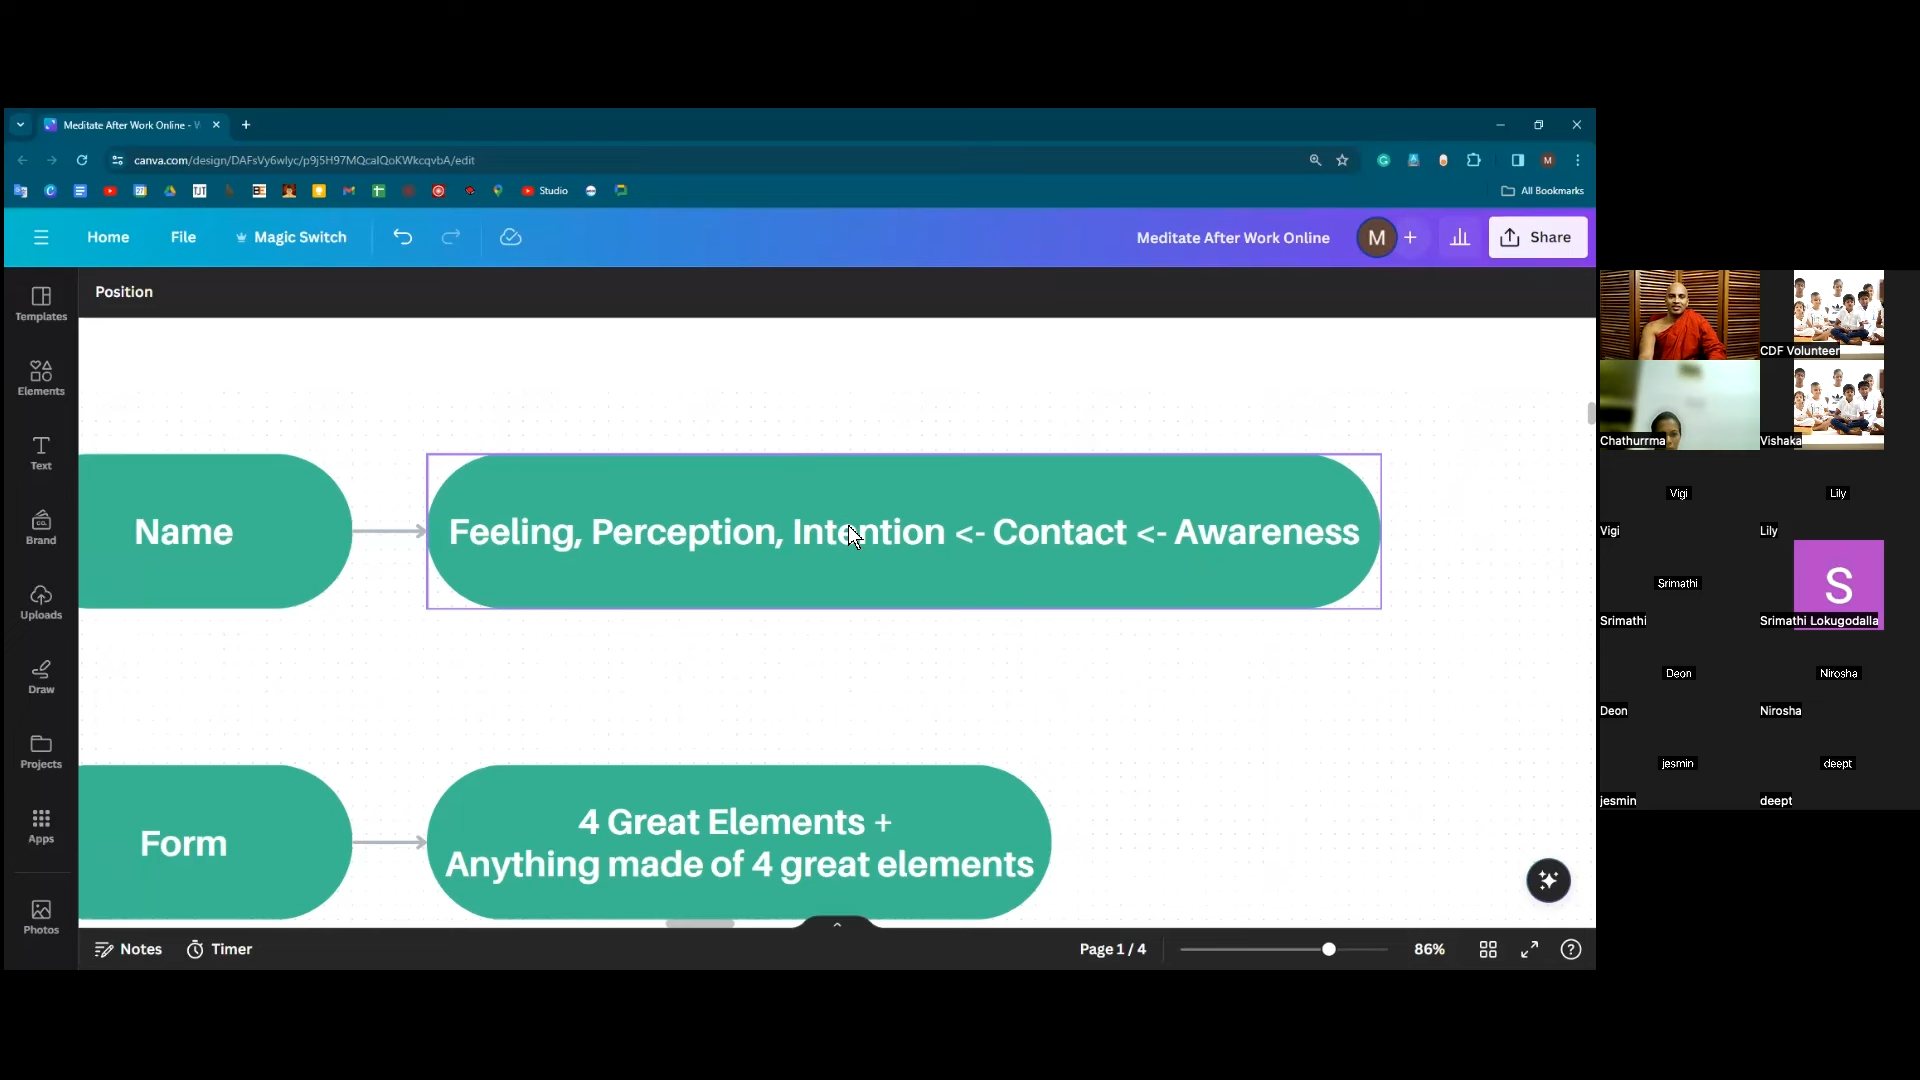 Meditate After Work Online - W
canva.com/design/DAFsVy6wlyc/p9j5H97MQcalQoKWkcqvbA/edit
Studio
All Bookmarks
Home
File
Magic Switch
Meditate After Work Online
M
Share
Position
Templates
Elements
Text
Brand
Uploads
Draw
Projects
Apps
Photos
Name
Feeling, Perception, Intention <- Contact <- Awareness
Form
4 Great Elements +
Anything made of 4 great elements
Notes
Timer
Page 1 / 4
86%
CDF Volunteer
Chathurrma
Vishaka
Vigi
Lily
Vigi
Lily
Srimathi
S
Srimathi
Srimathi Lokugodalla
Deon
Nirosha
Deon
Nirosha
jesmin
deept
jesmin
deept